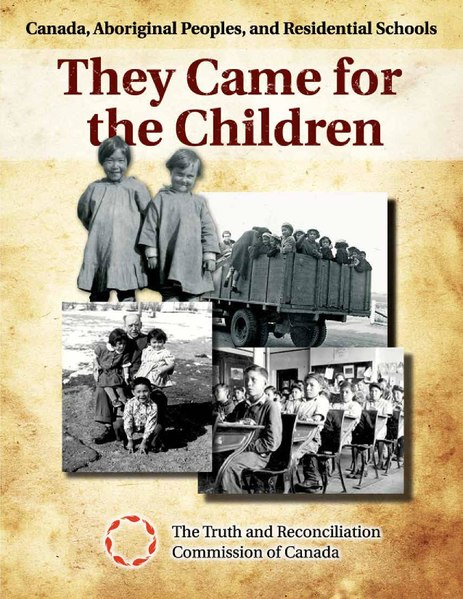 Canada, Aboriginal Peoples, and Residential Schools
They Came for
the Children
The Truth and Reconciliation
Commission of Canada